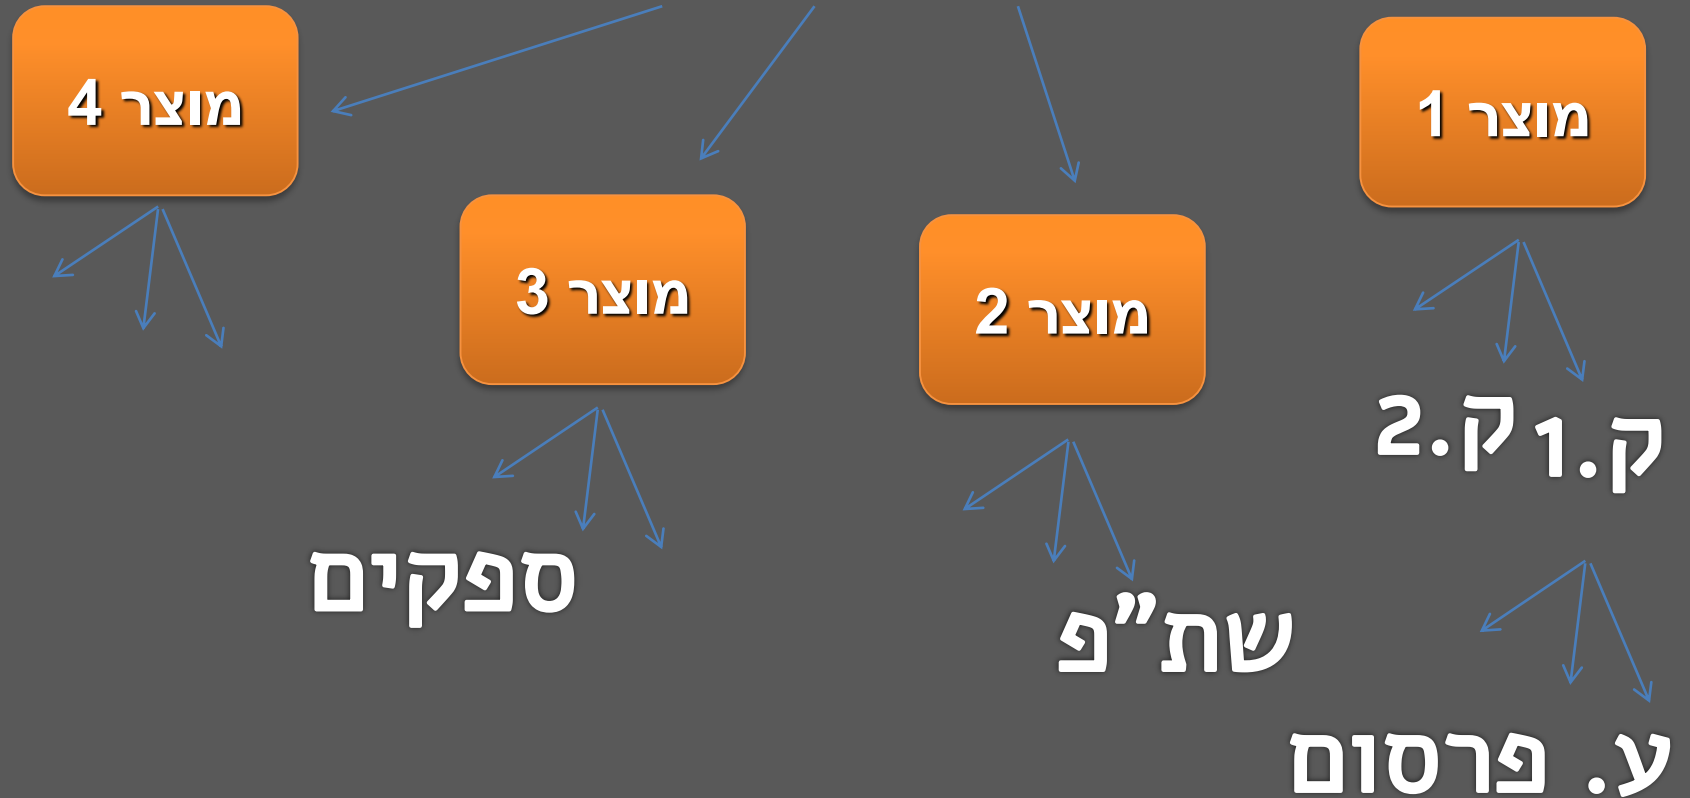 מוצר 1
מוצר 2
מוצר 3
מוצר 4
ק.1
ק.2
שת"פ
ספקים
ע. פרסום